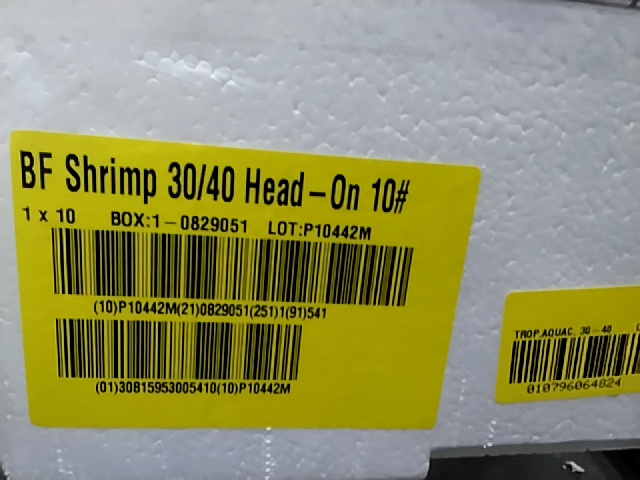 BF Shrimp 30/40 Head-On 10#
1 x 10 BOX:1-0829051 LOT:P10442M
(10)P10442M(21)0829051(251)1(91)541
(01)30815953005410(10)P10442M
TROP.AQUAC. 30-40
010796064824